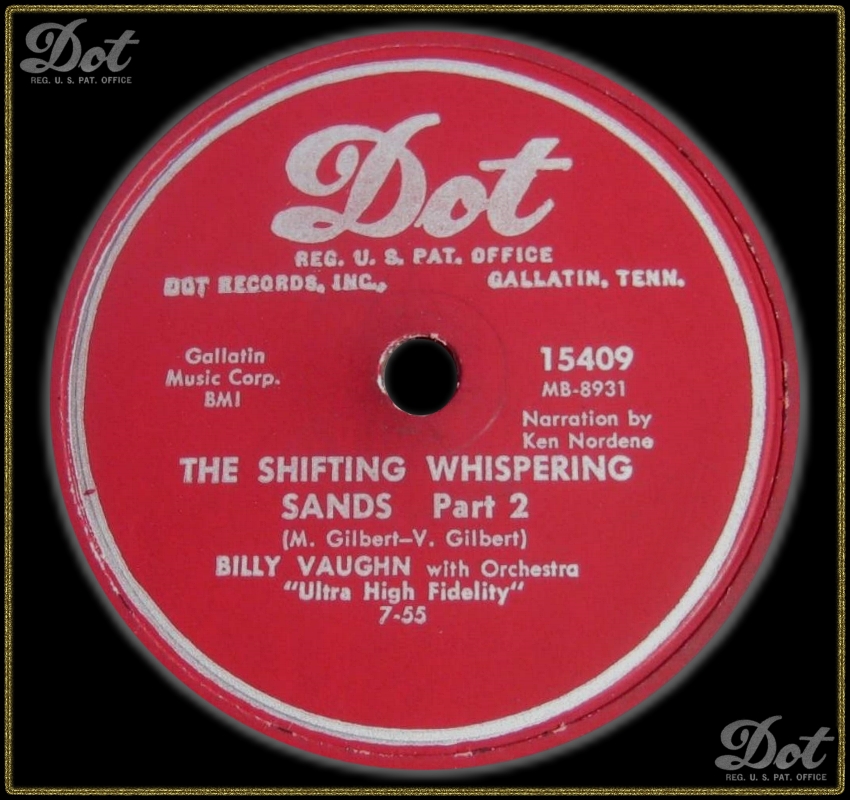 Dot
REG. U. S. PAT. OFFICE
Dot
REG. U. S. PAT. OFFICE
DOT RECORDS, INC., GALLATIN, TENN.
Gallatin
Music Corp.
BMI
15409
MB-8931
Narration by
Ken Nordene
THE SHIFTING WHISPERING
SANDS Part 2
(M. Gilbert—V. Gilbert)
BILLY VAUGHN with Orchestra
"Ultra High Fidelity"
7-55
Dot
REG. U. S. PAT. OFFICE